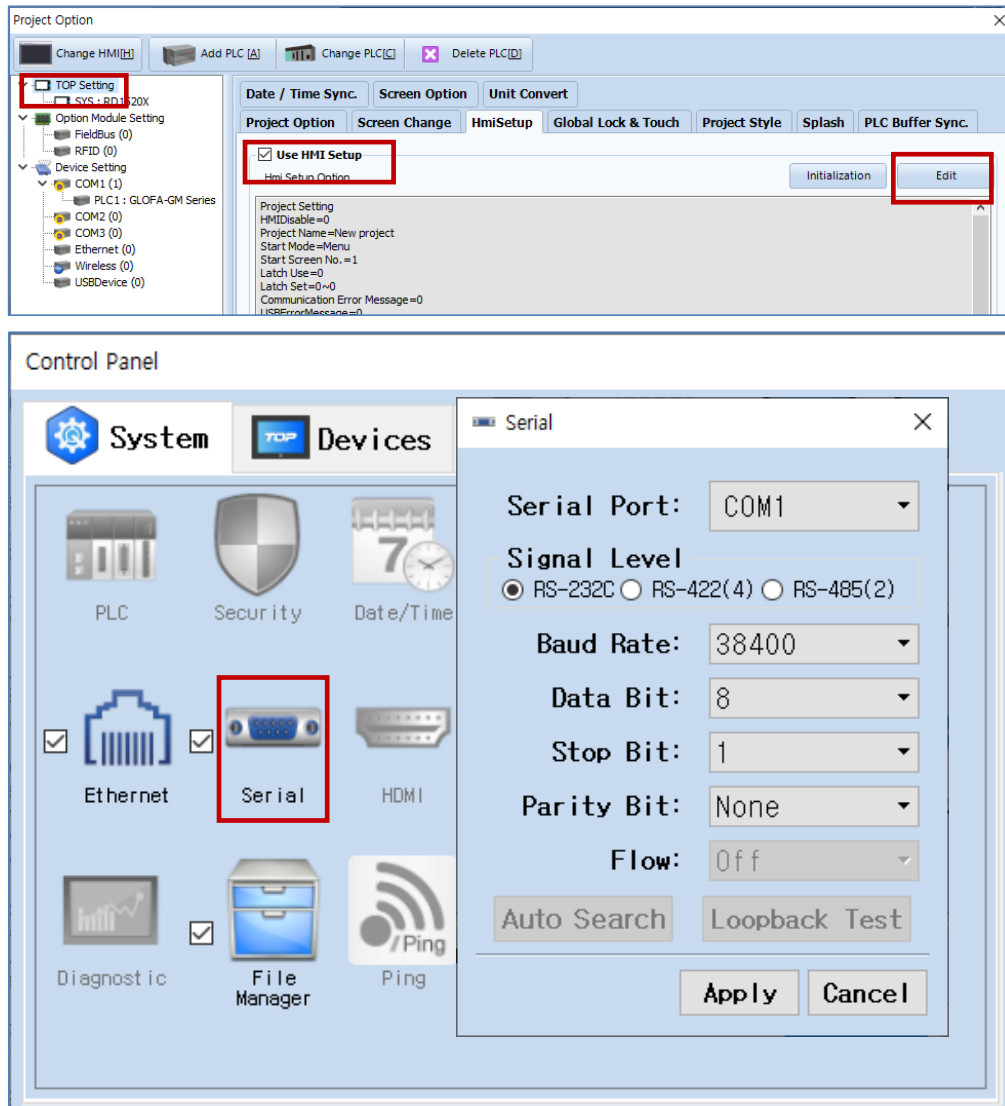 Project Option
Change HMI[H] Add PLC [A] Change PLC[C] Delete PLC[D]
TOP Setting
SYS : RD1520X
Option Module Setting
FieldBus (0)
RFID (0)
Device Setting
COM1 (1)
PLC1 : GLOFA-GM Series
COM2 (0)
COM3 (0)
Ethernet (0)
Wireless (0)
USBDevice (0)
Date / Time Sync. Screen Option Unit Convert
Project Option Screen Change HmiSetup Global Lock & Touch Project Style Splash PLC Buffer Sync.
Use HMI Setup
Hmi Setup Option
Initialization Edit
Project Setting
HMIDisable=0
Project Name=New project
Start Mode=Menu
Start Screen No.=1
Latch Use=0
Latch Set=0~0
Communication Error Message=0
USBErrorMessage=0
Control Panel
System
TOP Devices
PLC
Security
7
Date/Time
Ethernet
Serial
HDMI
Diagnostic
File
Manager
/Ping
Ping
Serial
Serial Port: COM1
Signal Level
RS-232C RS-422(4) RS-485(2)
Baud Rate: 38400
Data Bit: 8
Stop Bit: 1
Parity Bit: None
Flow: Off
Auto Search Loopback Test
Apply Cancel